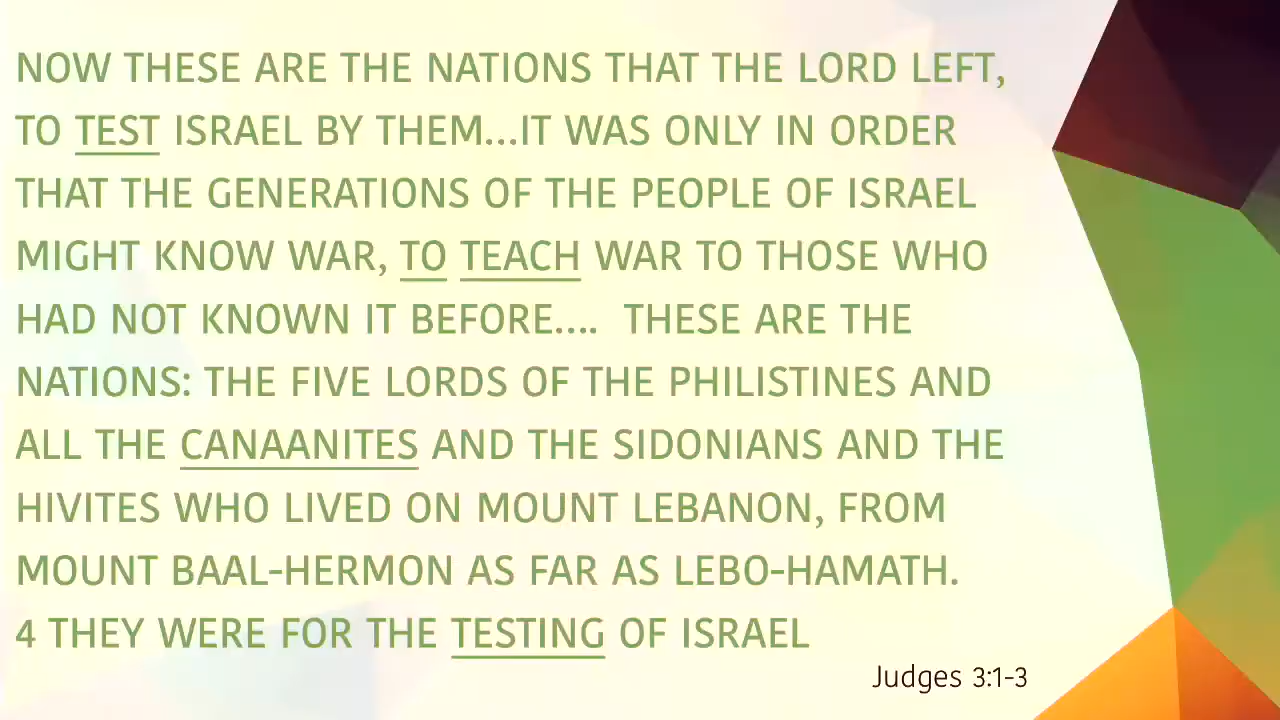 NOW THESE ARE THE NATIONS THAT THE LORD LEFT,
TO TEST ISRAEL BY THEM...IT WAS ONLY IN ORDER
THAT THE GENERATIONS OF THE PEOPLE OF ISRAEL
MIGHT KNOW WAR, TO TEACH WAR TO THOSE WHO
HAD NOT KNOWN IT BEFORE.... THESE ARE THE
NATIONS: THE FIVE LORDS OF THE PHILISTINES AND
ALL THE CANAANITES AND THE SIDONIANS AND THE
HIVITES WHO LIVED ON MOUNT LEBANON, FROM
MOUNT BAAL-HERMON AS FAR AS LEBO-HAMATH.
4 THEY WERE FOR THE TESTING OF ISRAEL
Judges 3:1-3